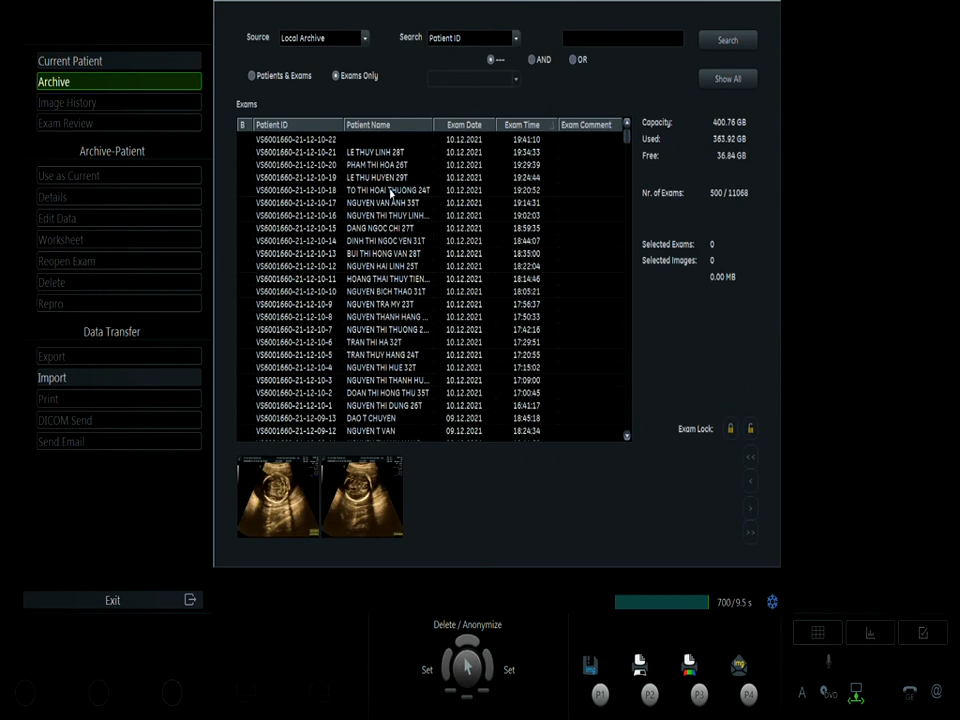 Current Patient
Archive
Image History
Exam Review
Archive-Patient
Use as Current
Details
Edit Data
Worksheet
Reopen Exam
Delete
Repro
Data Transfer
Export
Import
Print
DICOM Send
Send Email
Exit
Source Local Archive Search Patient ID Search
--- AND OR
Patients & Exams Exams Only Show All
Exams
B Patient ID Patient Name Exam Date Exam Time Exam Comment
VS6001660-21-12-10-22 10.12.2021 19:41:10
VS6001660-21-12-10-21 LE THUY LINH 28T 10.12.2021 19:34:33
VS6001660-21-12-10-20 PHAM THI HOA 26T 10.12.2021 19:29:39
VS6001660-21-12-10-19 LE THU HUYEN 29T 10.12.2021 19:24:44
VS6001660-21-12-10-18 TO THI HOAI THUONG 24T 10.12.2021 19:20:52
VS6001660-21-12-10-17 NGUYEN VAN ANH 35T 10.12.2021 19:14:31
VS6001660-21-12-10-16 NGUYEN THI THUY LINH... 10.12.2021 19:02:03
VS6001660-21-12-10-15 DANG NGOC CHI 27T 10.12.2021 18:59:35
VS6001660-21-12-10-14 DINH THI NGOC YEN 31T 10.12.2021 18:44:07
VS6001660-21-12-10-13 BUI THI HONG VAN 28T 10.12.2021 18:35:00
VS6001660-21-12-10-12 NGUYEN HAI LINH 25T 10.12.2021 18:22:04
VS6001660-21-12-10-11 HOANG THAI THUY TIEN... 10.12.2021 18:14:46
VS6001660-21-12-10-10 NGUYEN BICH THAO 31T 10.12.2021 18:05:21
VS6001660-21-12-10-9 NGUYEN TRA MY 23T 10.12.2021 17:56:37
VS6001660-21-12-10-8 NGUYEN THANH HANG ... 10.12.2021 17:50:33
VS6001660-21-12-10-7 NGUYEN THI THUONG 2... 10.12.2021 17:42:16
VS6001660-21-12-10-6 TRAN THI HA 32T 10.12.2021 17:29:51
VS6001660-21-12-10-5 TRAN THUY HANG 24T 10.12.2021 17:20:55
VS6001660-21-12-10-4 NGUYEN THI HUE 32T 10.12.2021 17:15:02
VS6001660-21-12-10-3 NGUYEN THI THANH HU... 10.12.2021 17:09:00
VS6001660-21-12-10-2 DOAN THI HONG THU 35T 10.12.2021 17:00:45
VS6001660-21-12-10-1 NGUYEN THI DUNG 26T 10.12.2021 16:41:17
VS6001660-21-12-09-13 DAO T CHUYEN 09.12.2021 18:45:18
VS6001660-21-12-09-12 NGUYEN T VAN 09.12.2021 18:24:34
Capacity: 400.76 GB
Used: 363.92 GB
Free: 36.84 GB
Nr. of Exams: 500 / 11068
Selected Exams: 0
Selected Images: 0
0.00 MB
Exam Lock:
<<
<
>
>>
700/9.5 s
Delete / Anonymize
Set Set
img
P1 P2 P3 P4
A DVD GE @